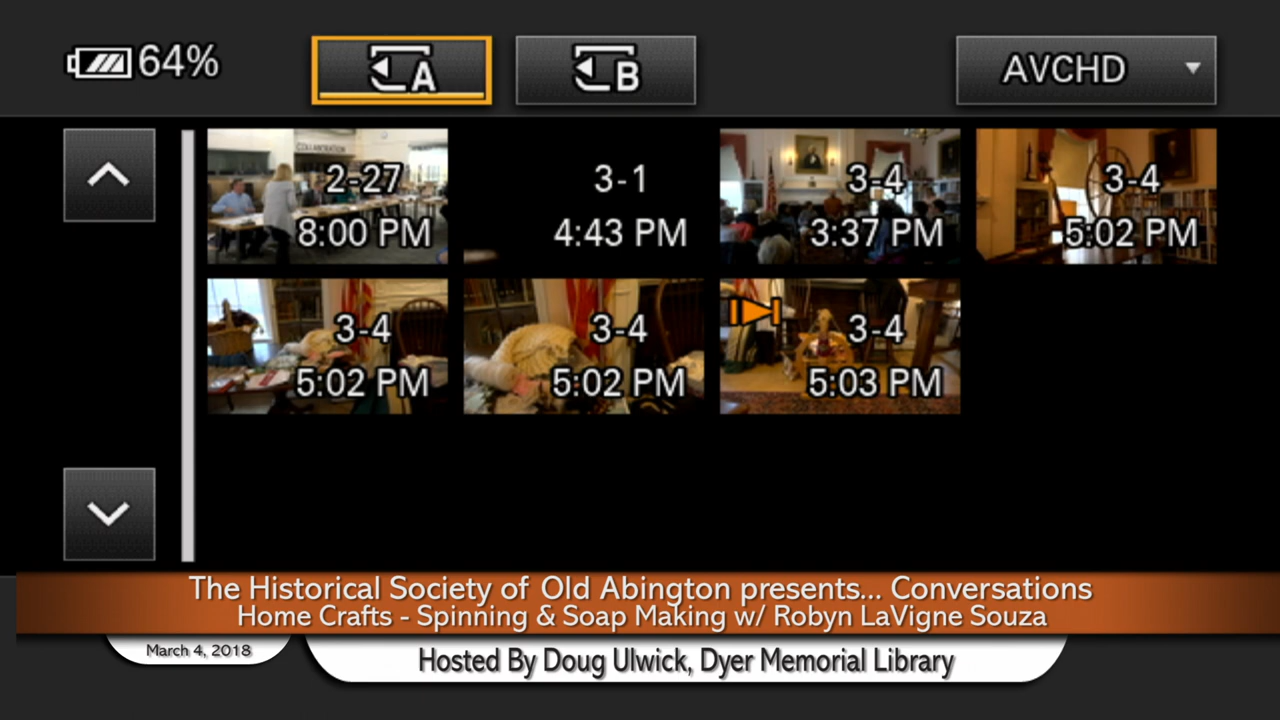 64%
A
B
AVCHD
COLLABORATION
2-27
8:00 PM
3-1
4:43 PM
3-4
3:37 PM
3-4
5:02 PM
3-4
5:02 PM
3-4
5:02 PM
3-4
5:03 PM
The Historical Society of Old Abington presents... Conversations
Home Crafts - Spinning & Soap Making w/ Robyn LaVigne Souza
March 4, 2018
Hosted By Doug Ulwick, Dyer Memorial Library